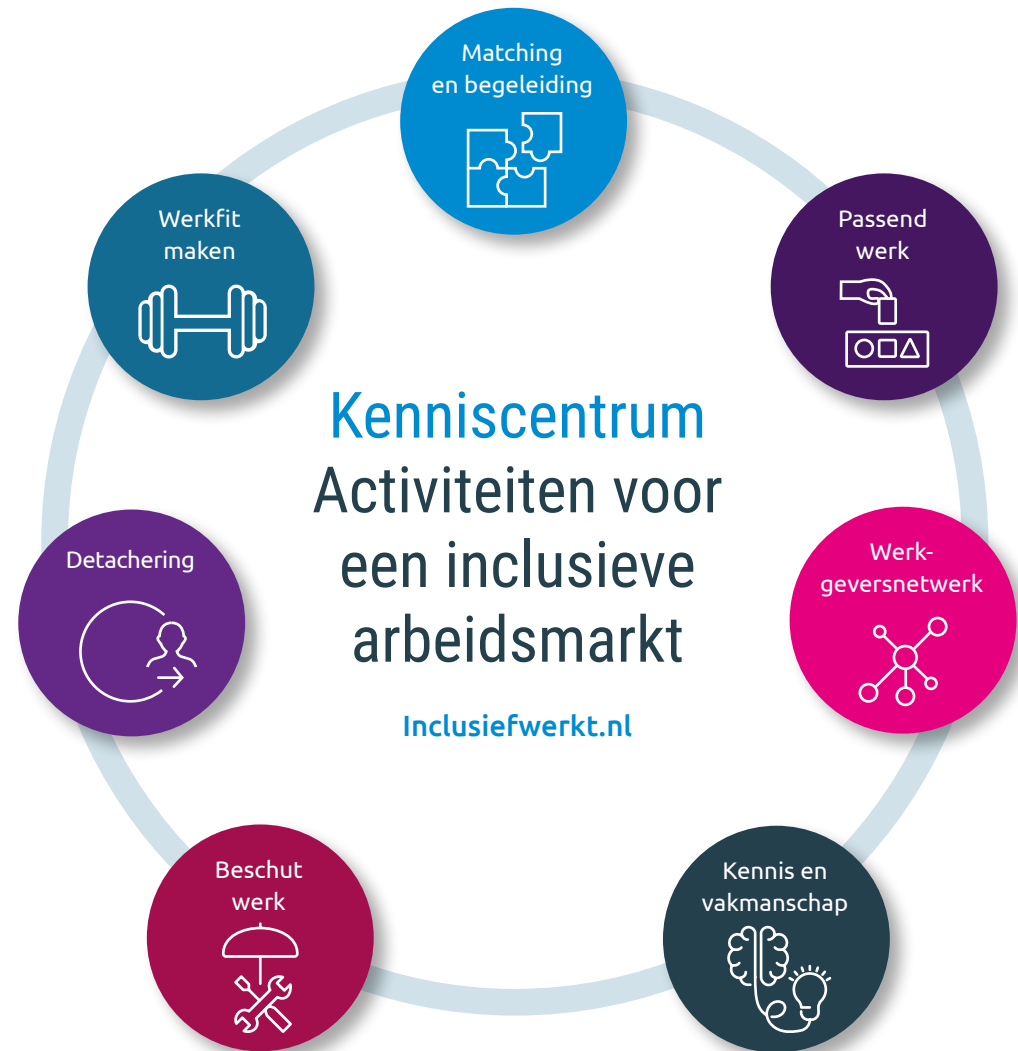 Matching
en begeleiding
Passend
werk
Werk-
geversnetwerk
Kennis en
vakmanschap
Beschut
werk
Detachering
Werkfit
maken
Kenniscentrum
Activiteiten voor
een inclusieve
arbeidsmarkt
Inclusiefwerkt.nl